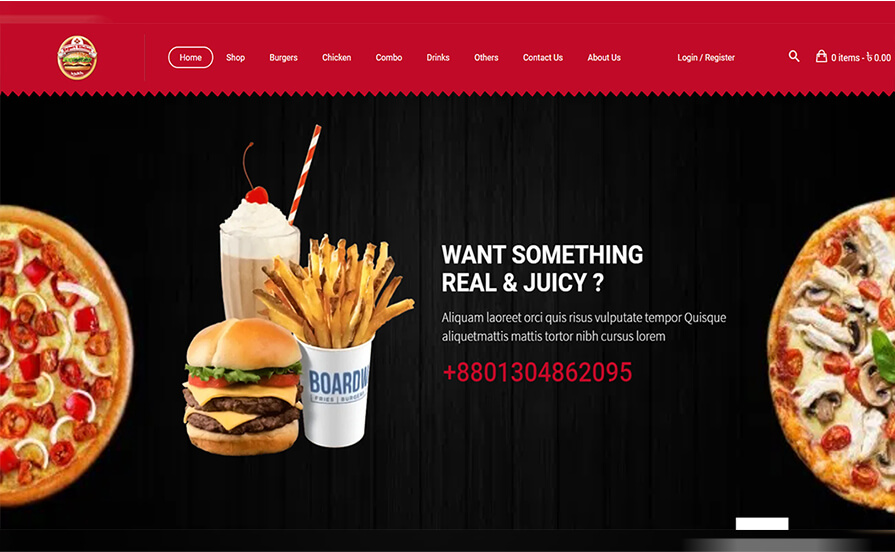 Home Shop Burgers Chicken Combo Drinks Others Contact Us About Us Login / Register 0 items - ৳ 0.00
WANT SOMETHING
REAL & JUICY ?
Aliquam laoreet orci quis risus vulputate tempor Quisque
aliquetmattis mattis tortor nibh cursus lorem
+8801304862095
BOARDW
FRIES | BURGERS